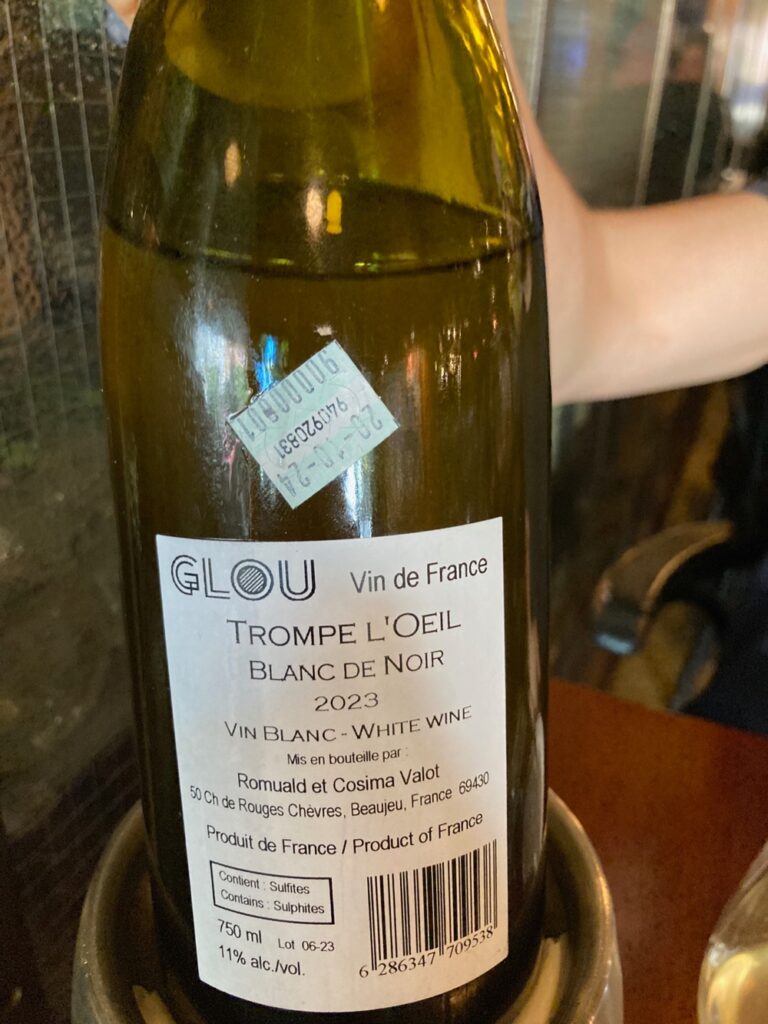 9000080
940920831
20-10-24
GLOU Vin de France
TROMPE L'OEIL
BLANC DE NOIR
2023
VIN BLANC - WHITE WINE
Mis en bouteille par :
Romuald et Cosima Valot
50 Ch de Rouges Chèvres, Beaujeu, France 69430
Produit de France / Product of France
Contient : Sulfites
Contains : Sulphites
750 ml Lot 06-23
11% alc./vol.
6 286347 709538